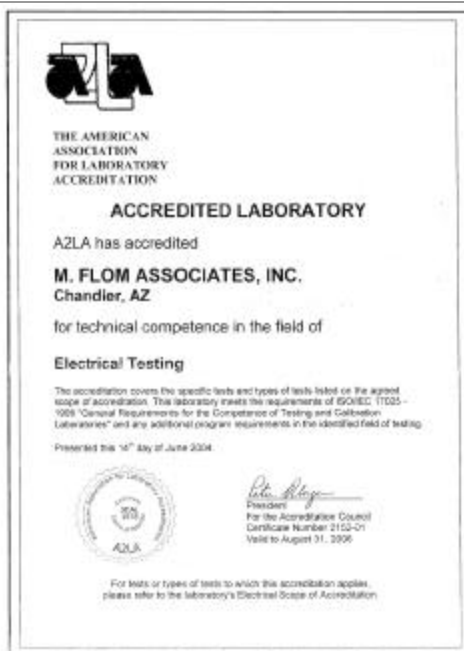 A2LA
THE AMERICAN
ASSOCIATION
FOR LABORATORY
ACCREDITATION
ACCREDITED LABORATORY
A2LA has accredited
M. FLOM ASSOCIATES, INC.
Chandler, AZ
for technical competence in the field of
Electrical Testing
The accreditation covers the specific tests and types of tests listed on the agreed
scope of accreditation. This laboratory meets the requirements of ISO/IEC 17025 -
1999 "General Requirements for the Competence of Testing and Calibration
Laboratories" and any additional program requirements in the identified field of testing.
Presented this day of June 2004.
SEAL
A2LA
President
For the Accreditation Council
Certificate Number 2152-01
Valid to August 31, 2006
For tests or types of tests to which this accreditation applies,
please refer to the laboratory's Electrical Scope of Accreditation